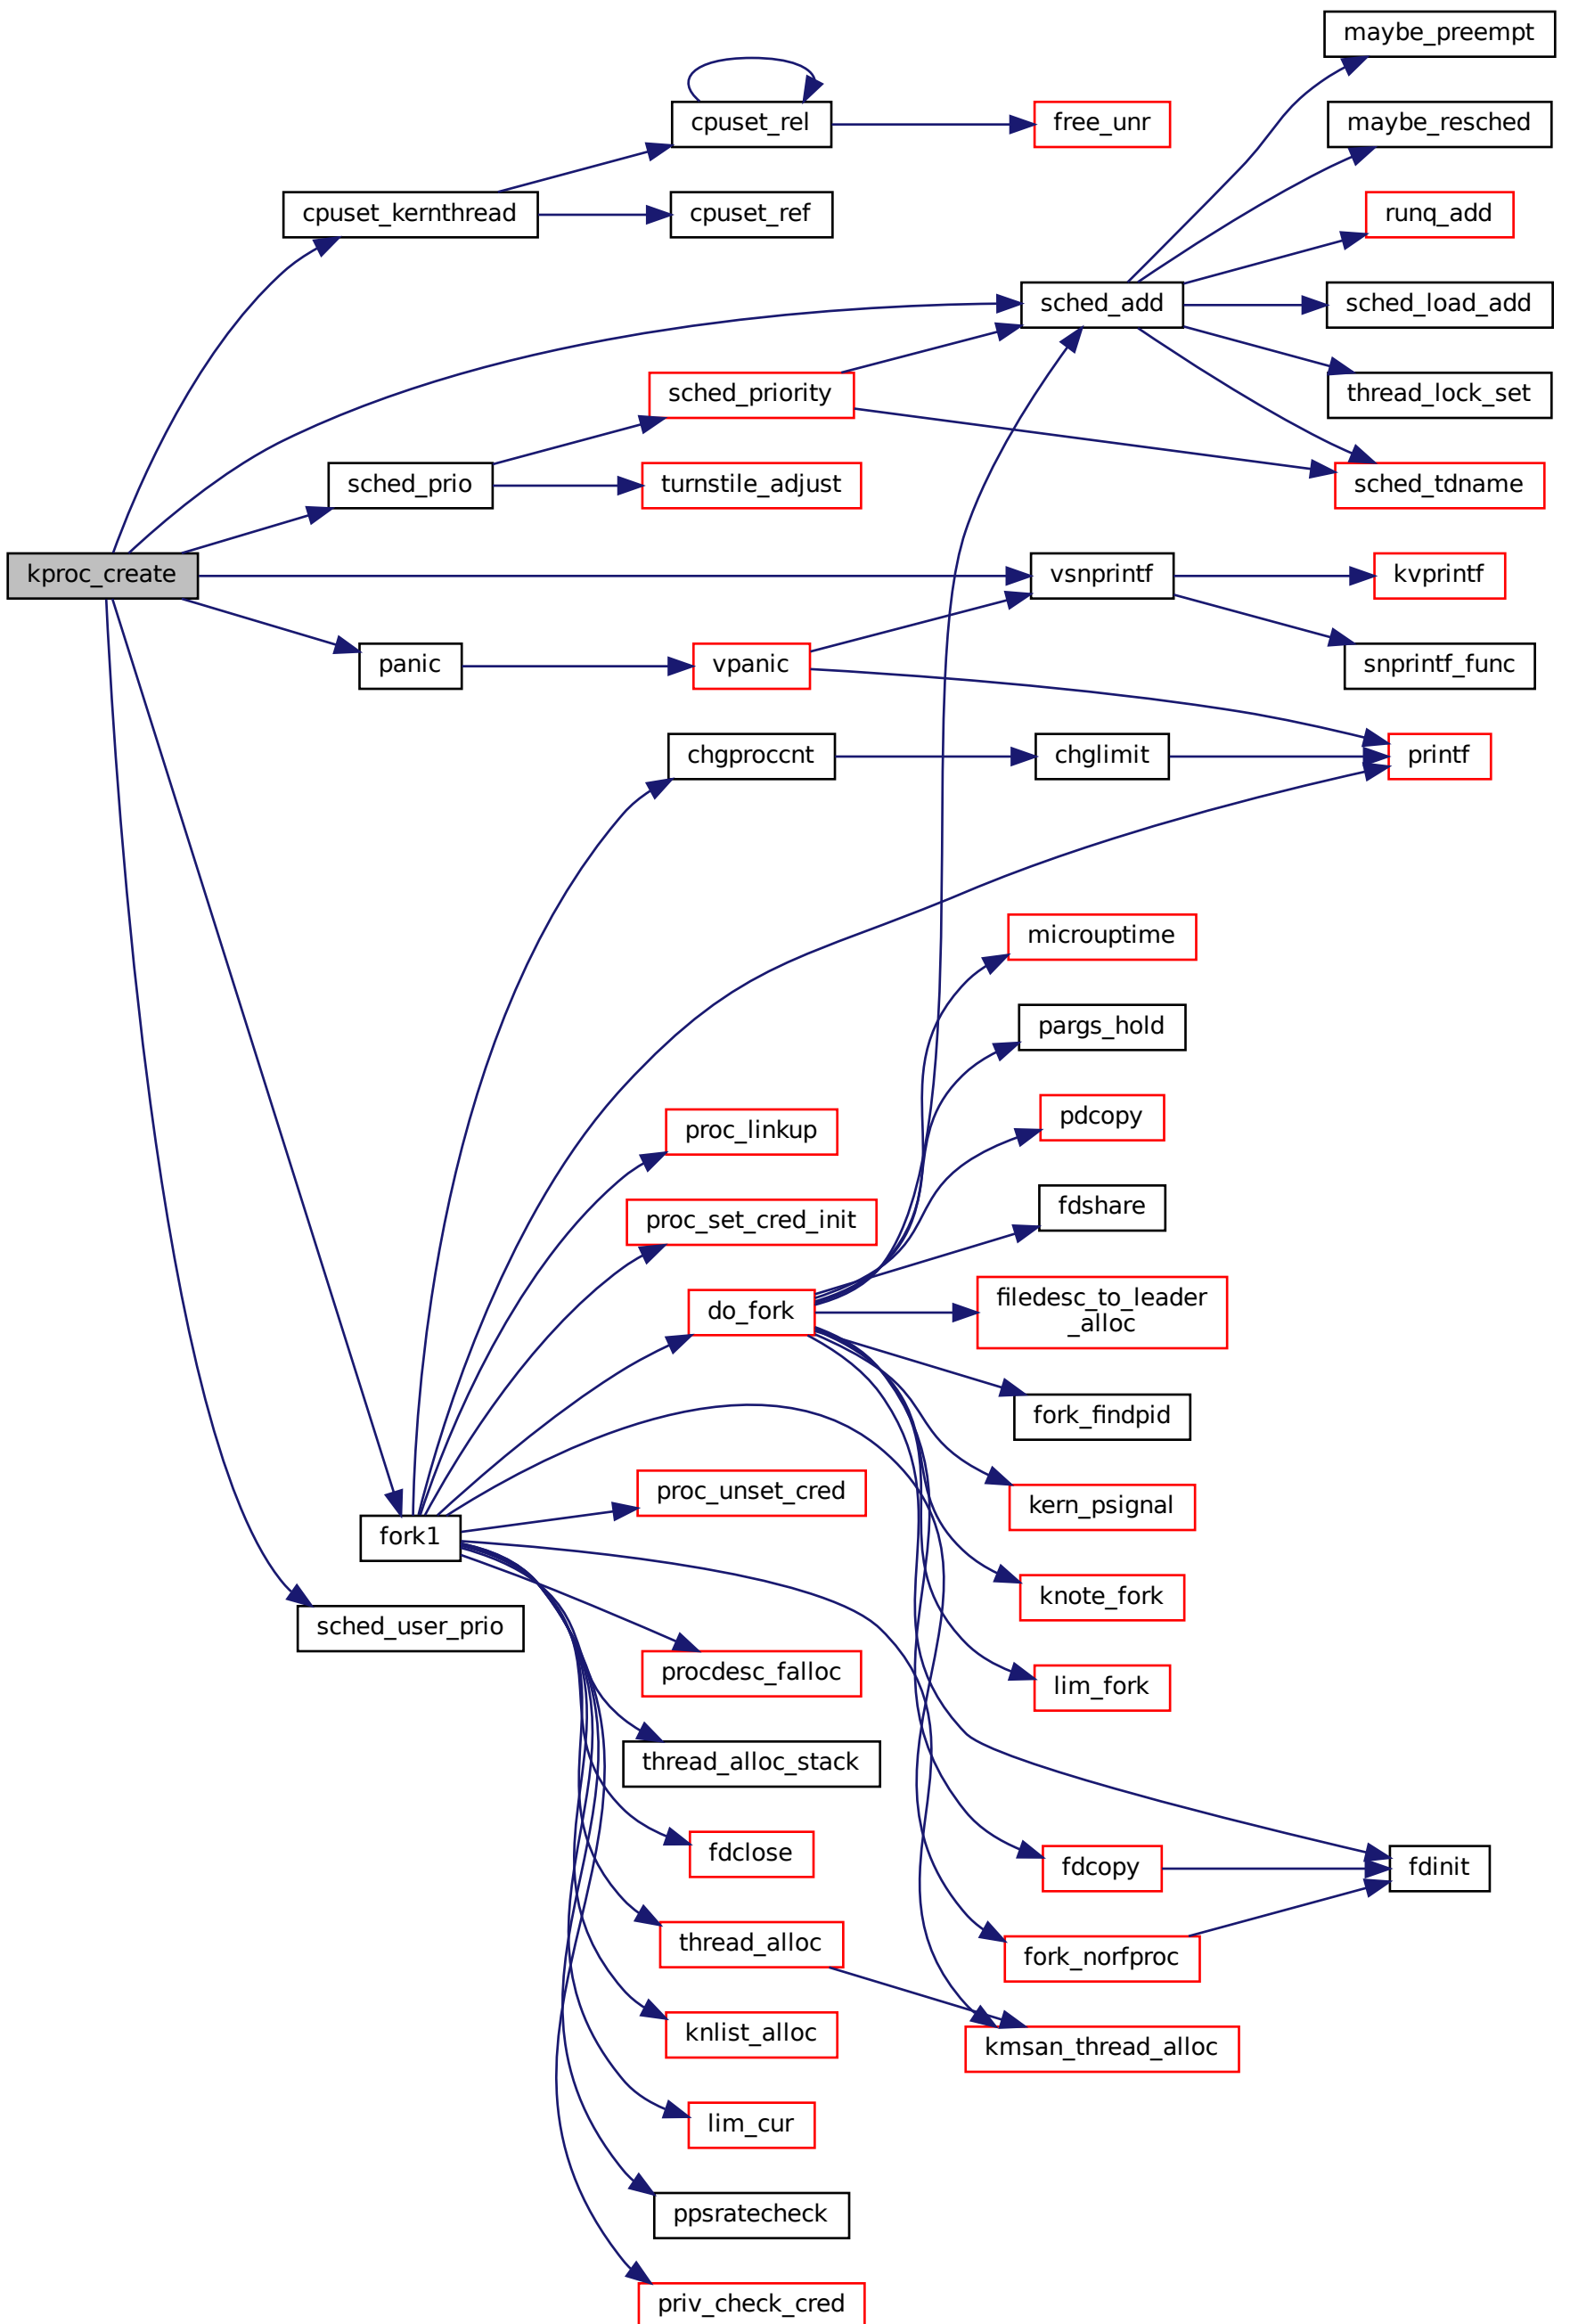 maybe_preempt
cpuset_rel
free_unr
maybe_resched
cpuset_kernthread
cpuset_ref
runq_add
sched_add
sched_load_add
sched_priority
thread_lock_set
sched_prio
turnstile_adjust
sched_tdname
kproc_create
vsnprintf
kvprintf
panic
vpanic
snprintf_func
chgproccnt
chglimit
printf
microuptime
pargs_hold
proc_linkup
pdcopy
proc_set_cred_init
fdshare
do_fork
filedesc_to_leader
_alloc
fork_findpid
proc_unset_cred
kern_psignal
fork1
knote_fork
sched_user_prio
procdesc_falloc
lim_fork
thread_alloc_stack
fdclose
fdcopy
fdinit
thread_alloc
fork_norfproc
knlist_alloc
kmsan_thread_alloc
lim_cur
ppsratecheck
priv_check_cred